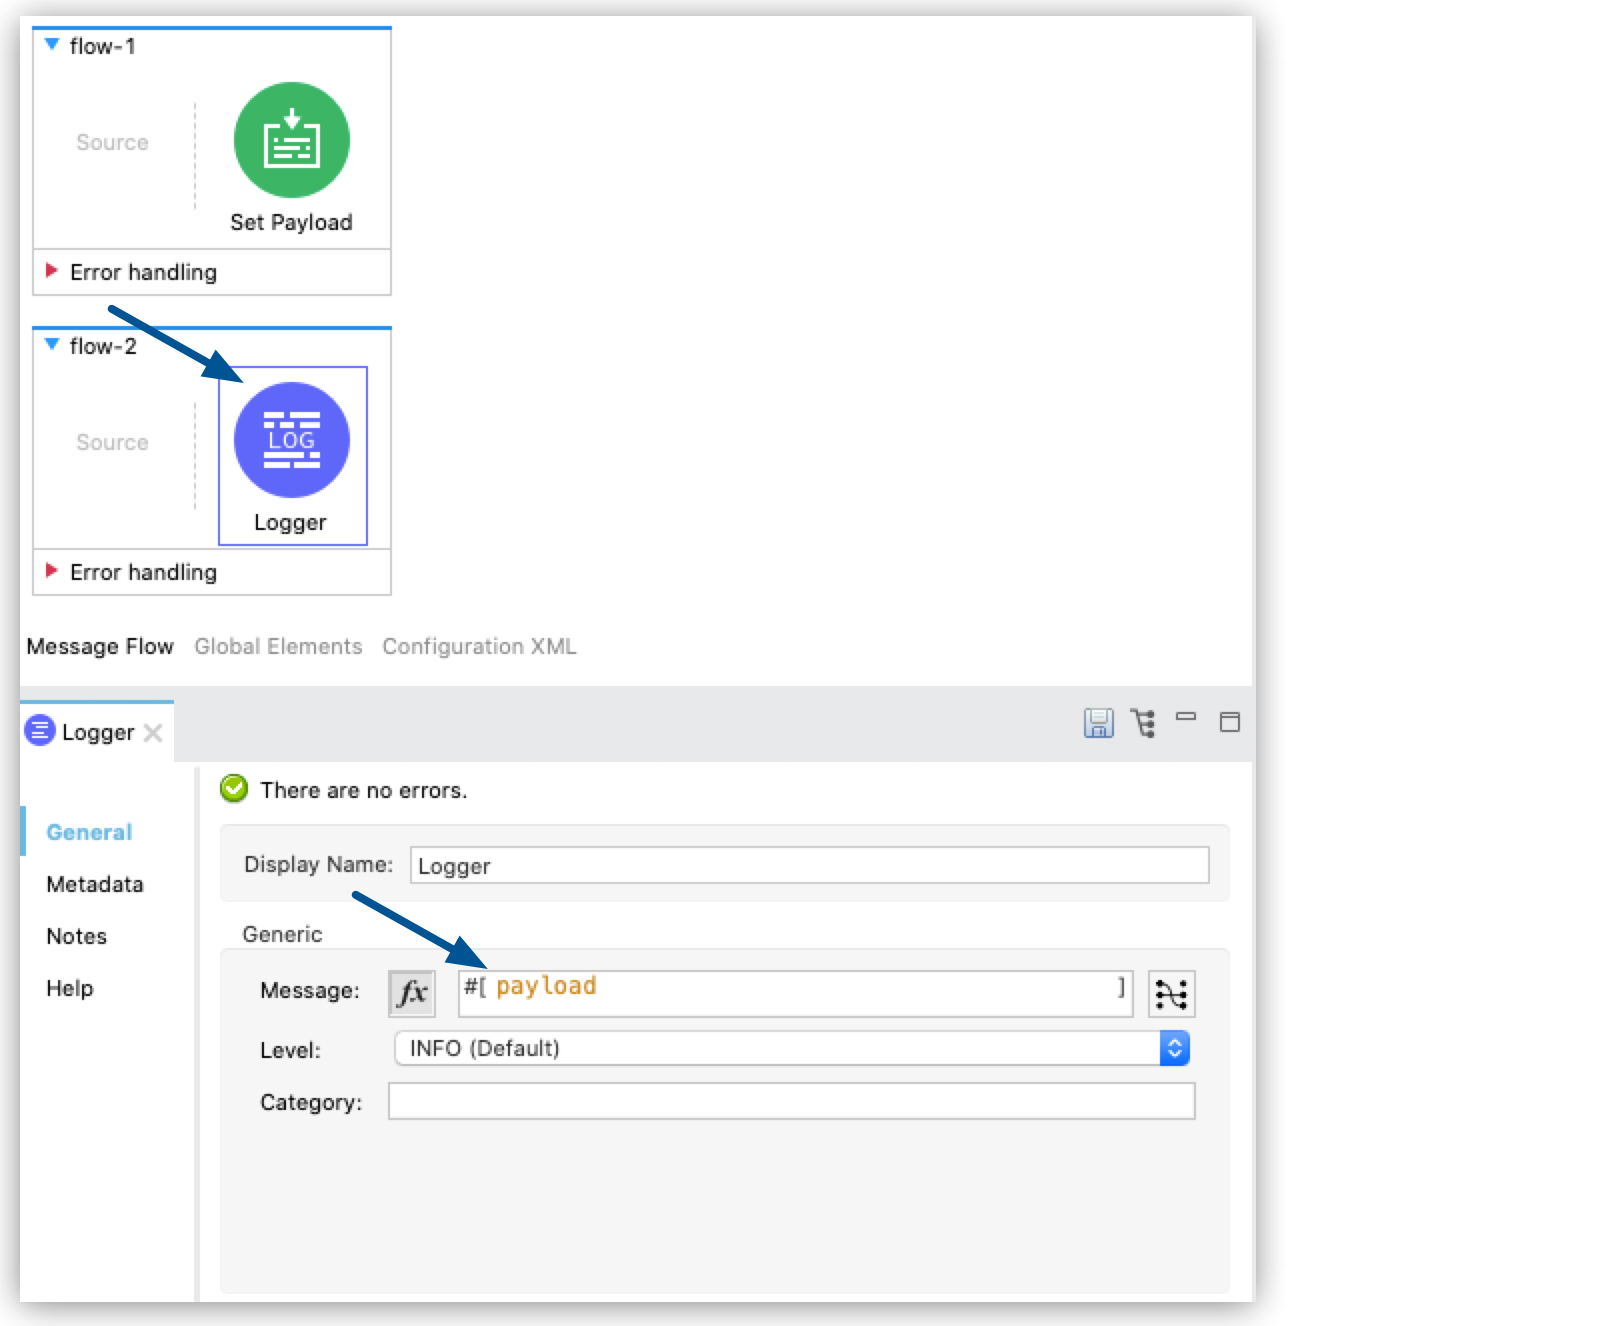 flow-1
Source
Set Payload
Error handling
flow-2
Source
LOG
Logger
Error handling
Message Flow Global Elements Configuration XML
Logger
There are no errors.
General
Display Name: Logger
Metadata
Notes
Generic
Help
Message: fx #[ payload ]
Level: INFO (Default)
Category: